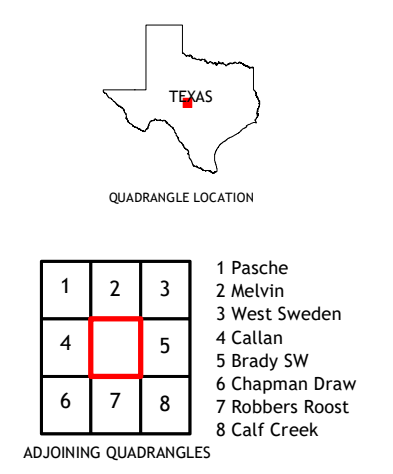 TEXAS
QUADRANGLE LOCATION
1 2 3
4 5
6 7 8
1 Pasche
2 Melvin
3 West Sweden
4 Callan
5 Brady SW
6 Chapman Draw
7 Robbers Roost
8 Calf Creek
ADJOINING QUADRANGLES